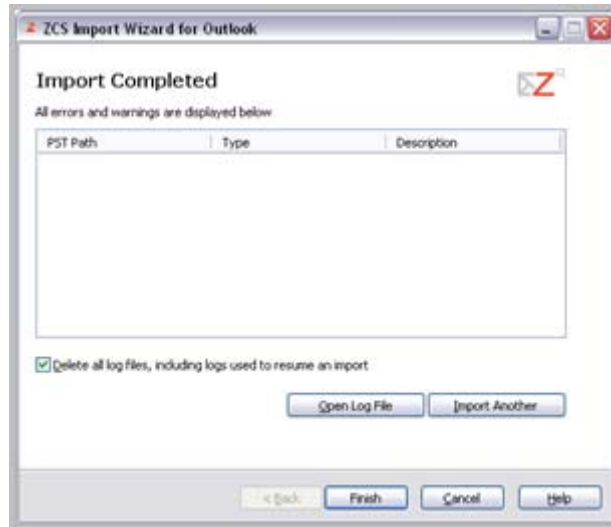 ZCS Import Wizard for Outlook
Import Completed
Z
All errors and warnings are displayed below
PST Path Type Description
Delete all log files, including logs used to resume an import
Open Log File Import Another
< Back Finish Cancel Help